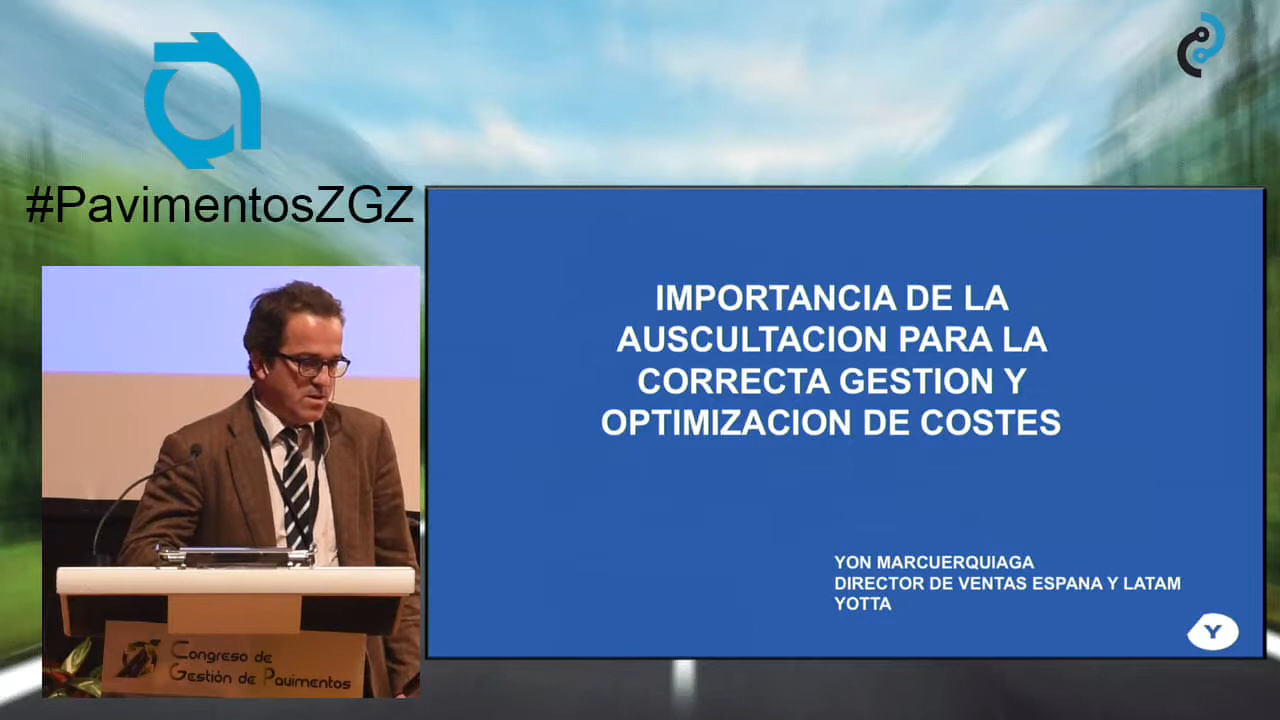 #PavimentosZGZ
IMPORTANCIA DE LA
AUSCULTACION PARA LA
CORRECTA GESTION Y
OPTIMIZACION DE COSTES
YON MARCUERQUIAGA
DIRECTOR DE VENTAS ESPANA Y LATAM
YOTTA
Y
Congreso de
Gestión de Pavimentos